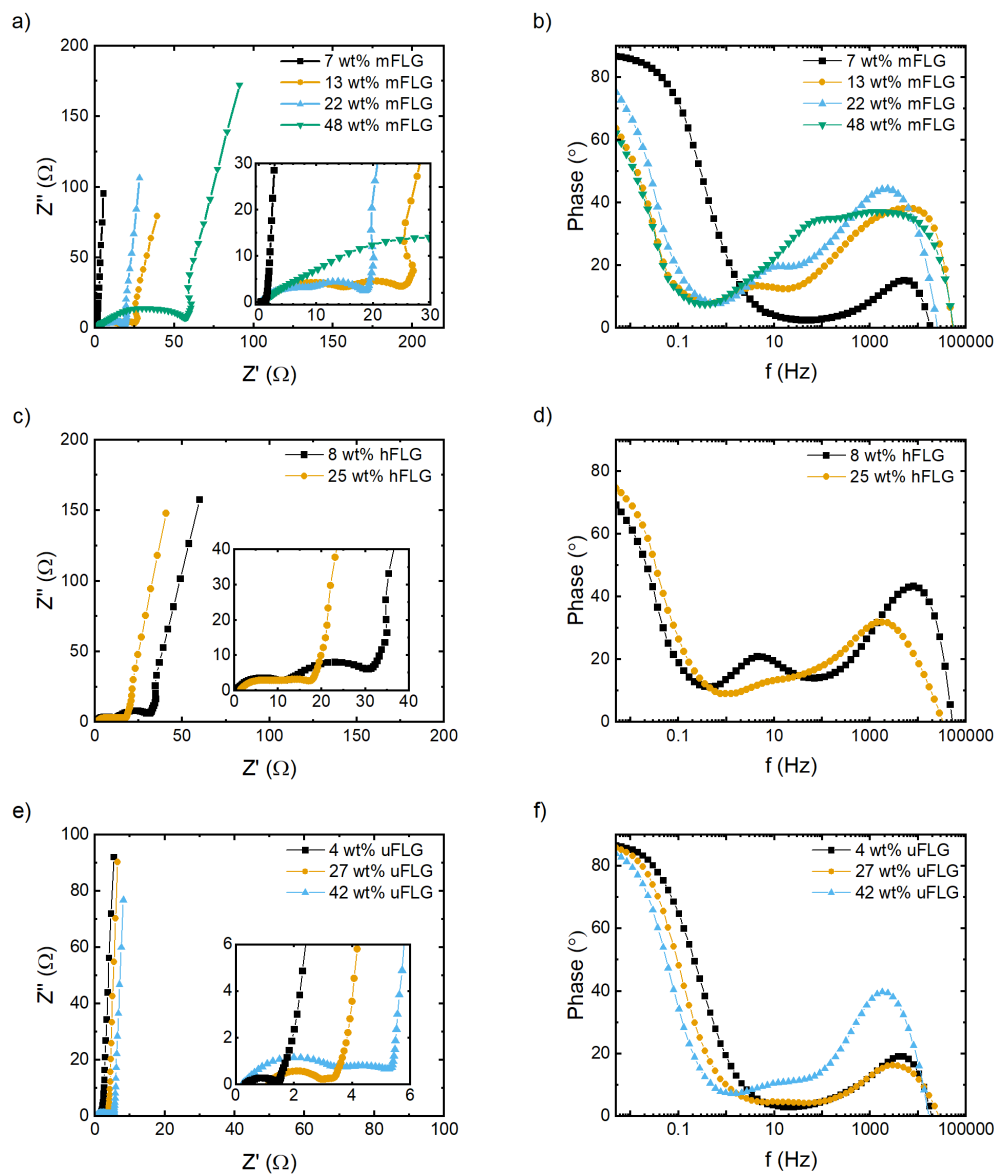 a)
200
150
100
50
0
Z'' (Ω)
0 50 100 150 200
Z' (Ω)
7 wt% mFLG
13 wt% mFLG
22 wt% mFLG
48 wt% mFLG
30
20
10
0
0 10 20 30
b)
80
60
40
20
0
Phase (°)
0.1 10 1000 100000
f (Hz)
7 wt% mFLG
13 wt% mFLG
22 wt% mFLG
48 wt% mFLG
c)
200
150
100
50
0
Z'' (Ω)
0 50 100 150 200
Z' (Ω)
8 wt% hFLG
25 wt% hFLG
40
30
20
10
0
0 10 20 30 40
d)
80
60
40
20
0
Phase (°)
0.1 10 1000 100000
f (Hz)
8 wt% hFLG
25 wt% hFLG
e)
100
80
60
40
20
0
Z'' (Ω)
0 20 40 60 80 100
Z' (Ω)
4 wt% uFLG
27 wt% uFLG
42 wt% uFLG
6
4
2
0
0 2 4 6
f)
80
60
40
20
0
Phase (°)
0.1 10 1000 100000
f (Hz)
4 wt% uFLG
27 wt% uFLG
42 wt% uFLG